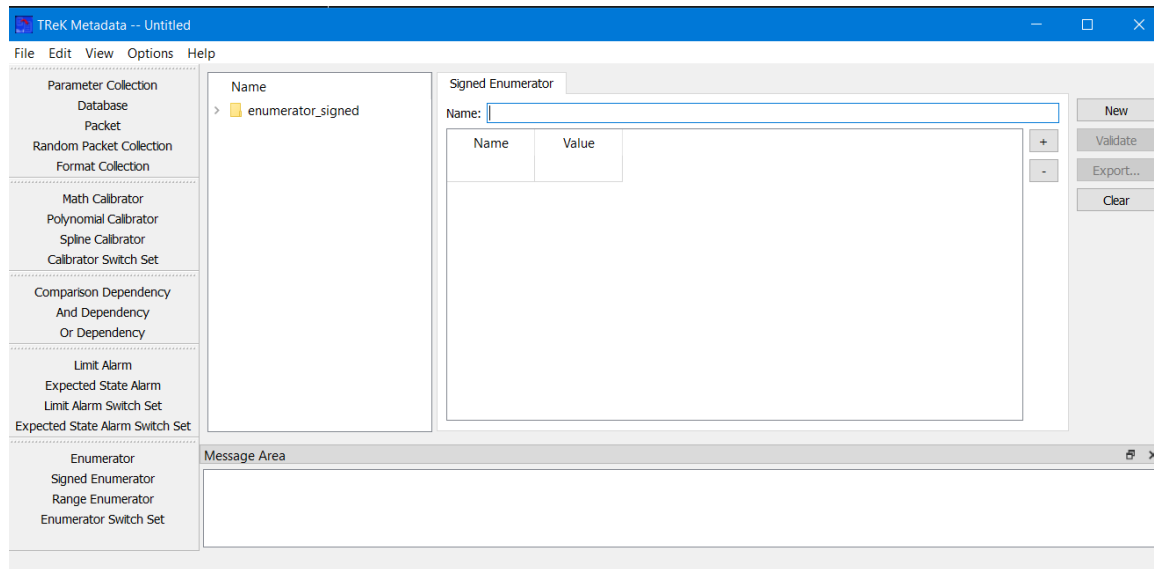 TReK Metadata -- Untitled
File Edit View Options Help
Parameter Collection
Database
Packet
Random Packet Collection
Format Collection
Math Calibrator
Polynomial Calibrator
Spline Calibrator
Calibrator Switch Set
Comparison Dependency
And Dependency
Or Dependency
Limit Alarm
Expected State Alarm
Limit Alarm Switch Set
Expected State Alarm Switch Set
Enumerator
Signed Enumerator
Range Enumerator
Enumerator Switch Set
Name
enumerator_signed
Signed Enumerator
Name:
Name Value
+
-
New
Validate
Export...
Clear
Message Area